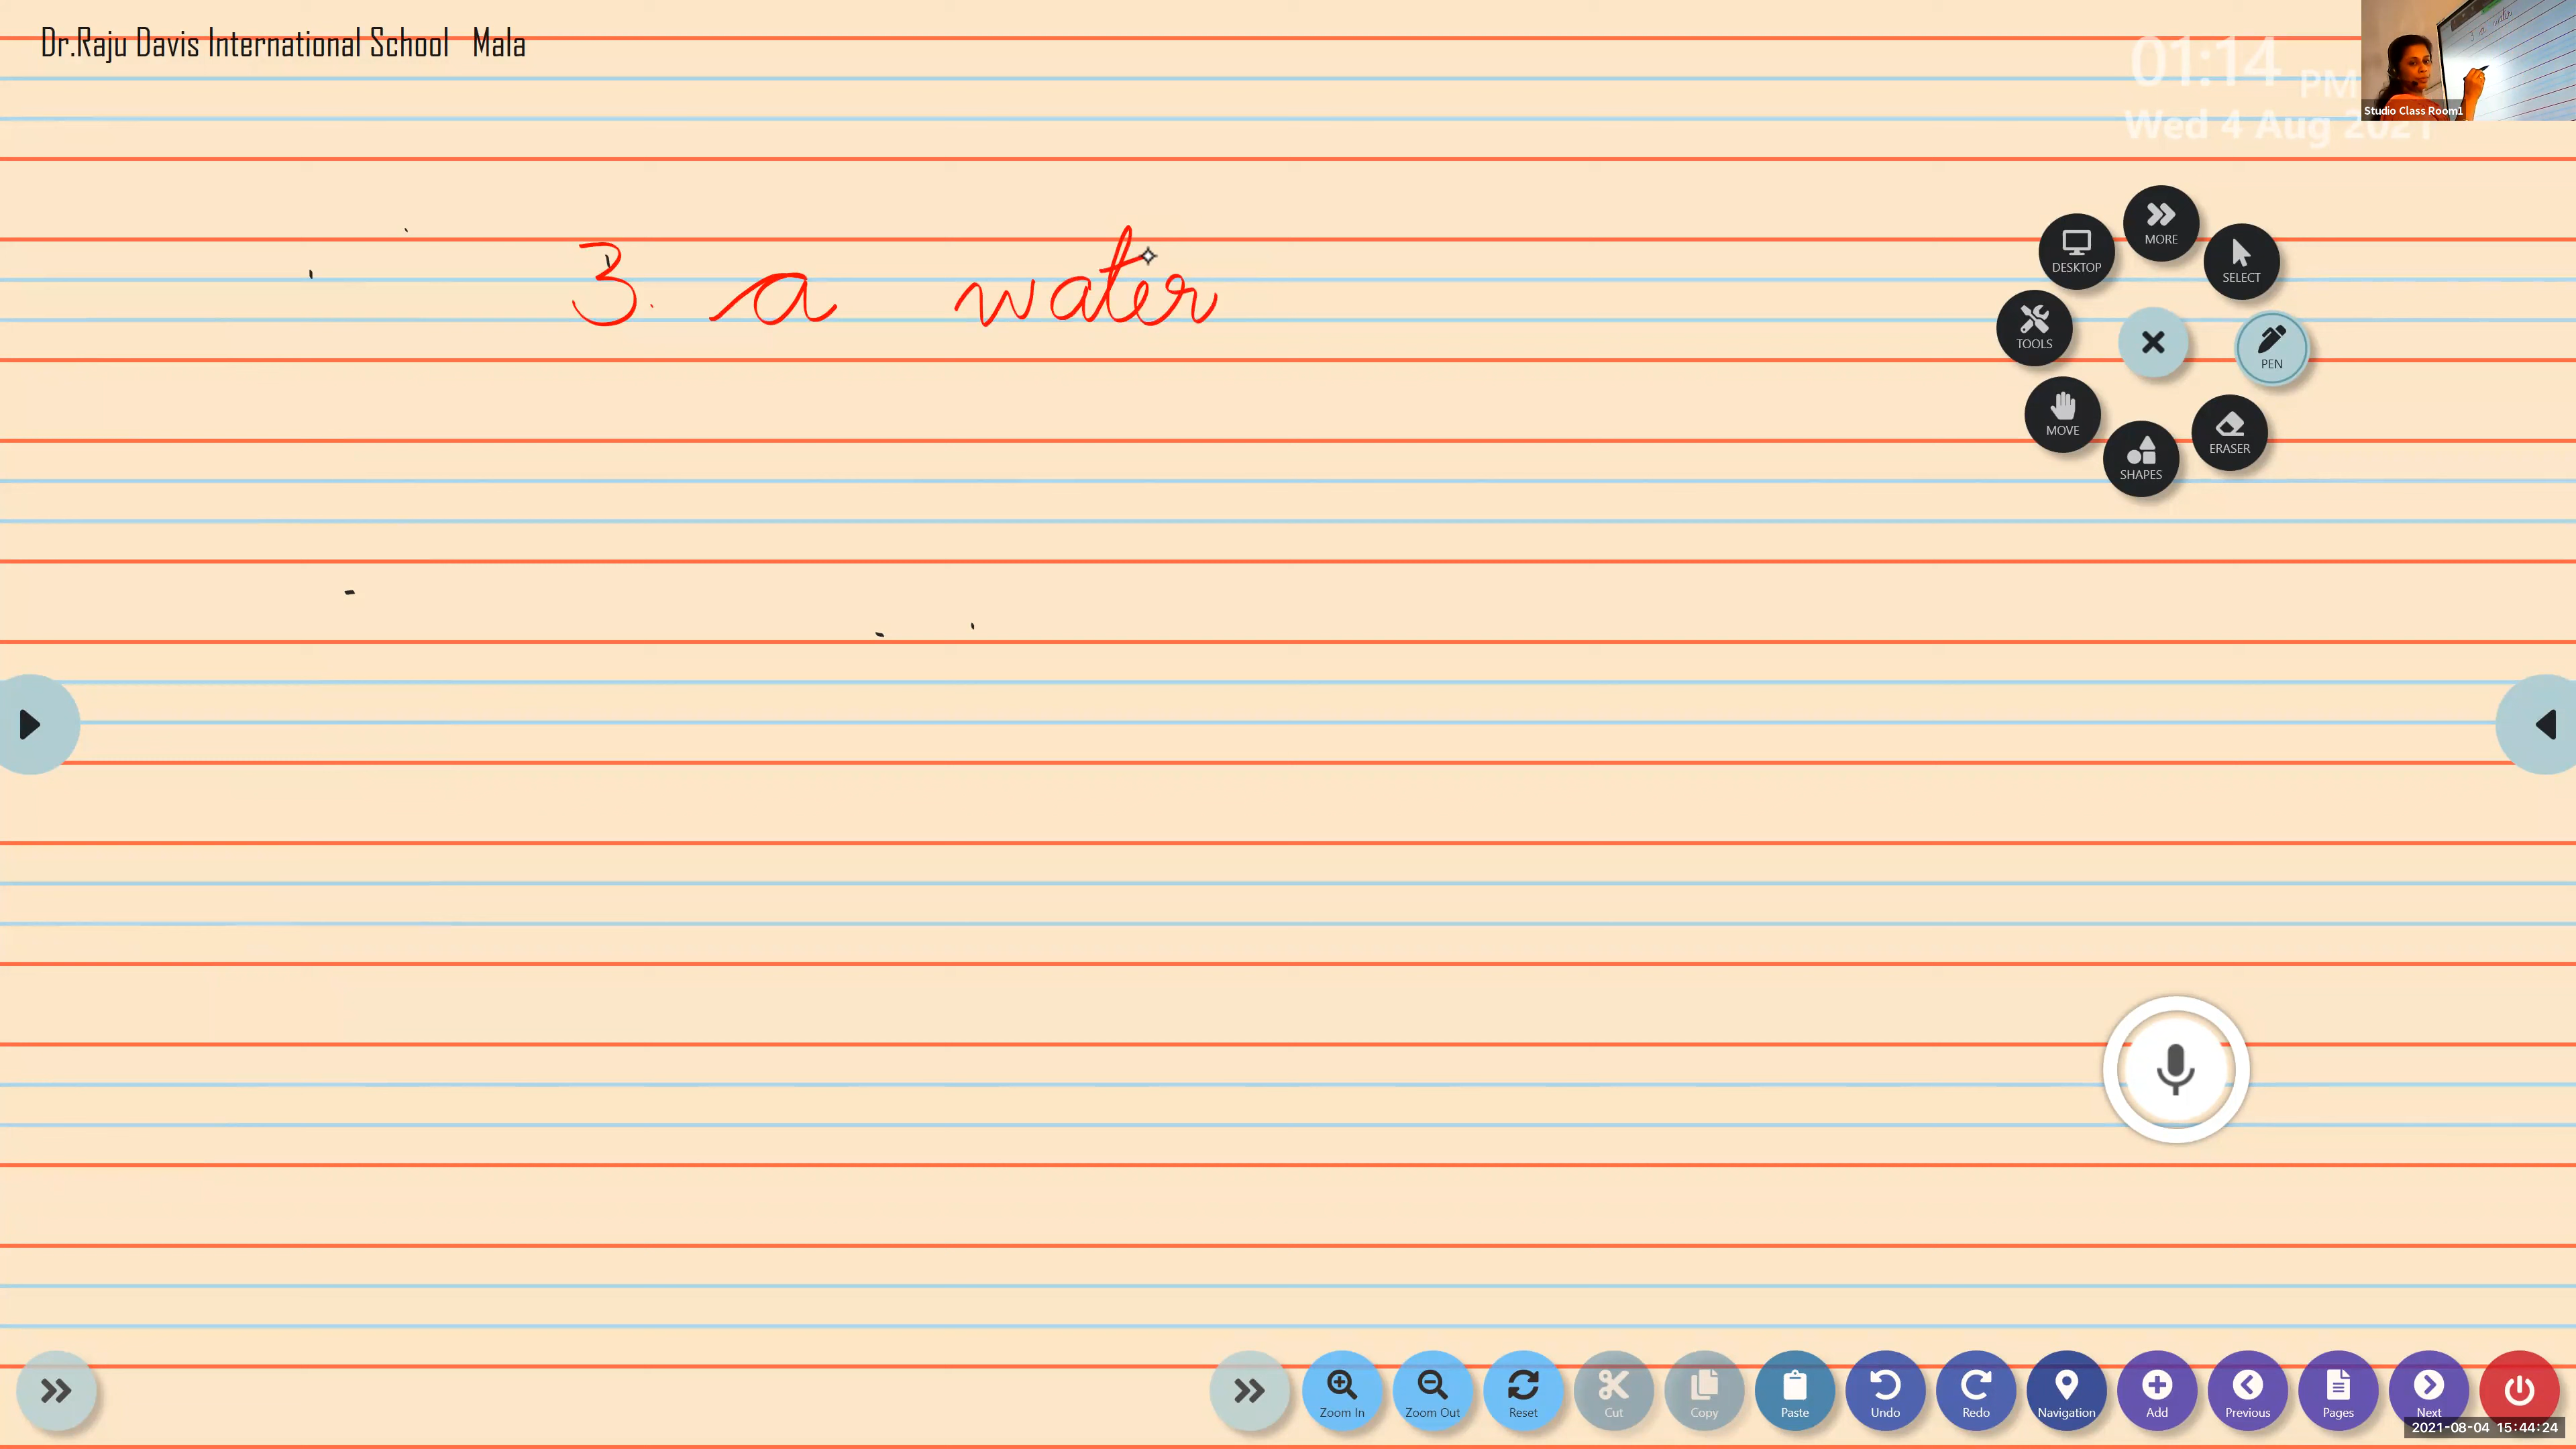 Dr.Raju Davis International School Mala
01:14 PM
Wed 4 Aug 2021
Studio Class Room1
3. a water
MORE
DESKTOP
SELECT
TOOLS
PEN
MOVE
ERASER
SHAPES
Zoom In Zoom Out Reset Cut Copy Paste Undo Redo Navigation Add Previous Pages Next
2021-08-04 15:44:24